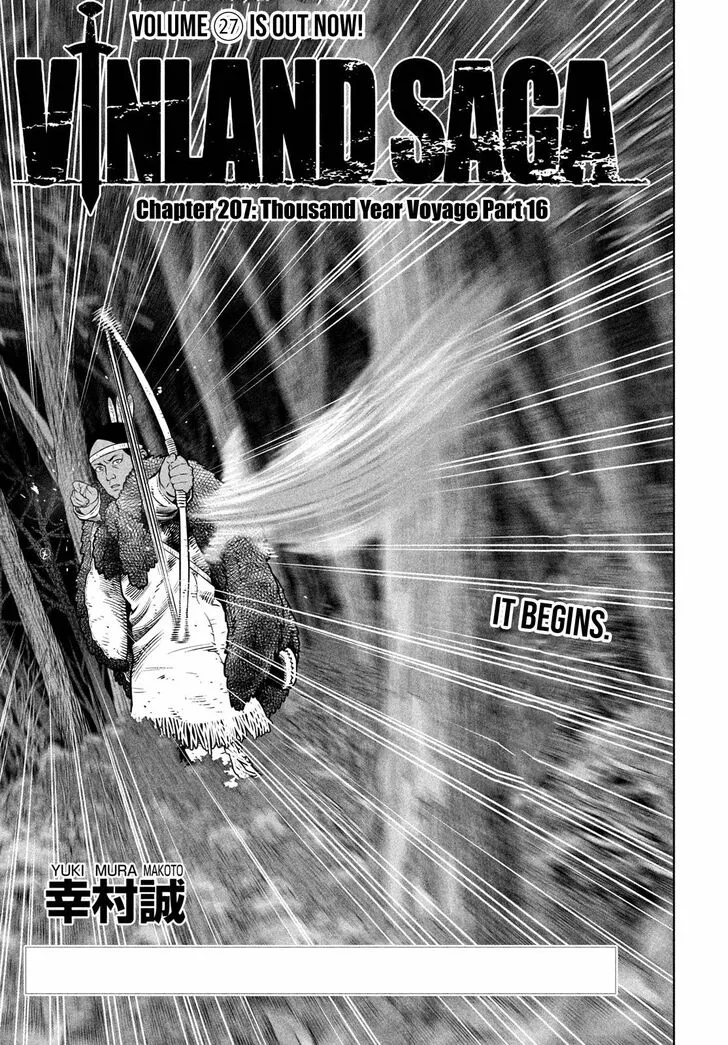 VOLUME 27 IS OUT NOW!
VINLAND SAGA
Chapter 207: Thousand Year Voyage Part 16
IT BEGINS.
YUKI MURA MAKOTO
幸村誠